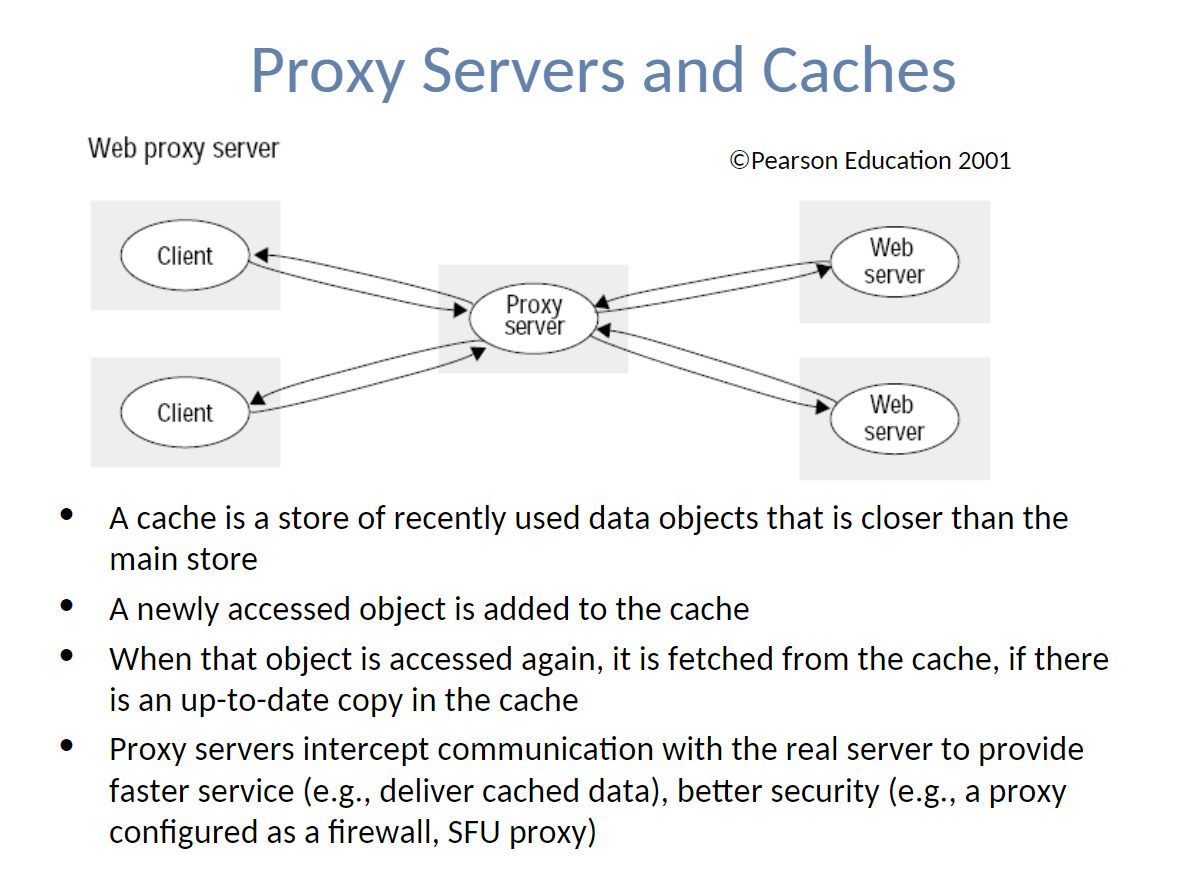 Proxy Servers and Caches
Web proxy server
©Pearson Education 2001
Client
Web
server
Proxy
server
Client
Web
server
• A cache is a store of recently used data objects that is closer than the
main store
• A newly accessed object is added to the cache
• When that object is accessed again, it is fetched from the cache, if there
is an up-to-date copy in the cache
• Proxy servers intercept communication with the real server to provide
faster service (e.g., deliver cached data), better security (e.g., a proxy
configured as a firewall, SFU proxy)